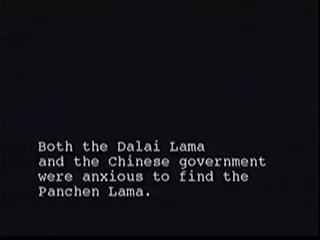 Both the Dalai Lama
and the Chinese government
were anxious to find the
Panchen Lama.